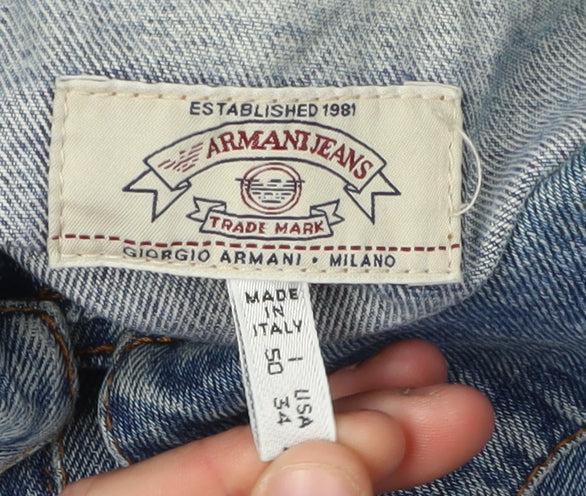 ESTABLISHED 1981
ARMANI JEANS
TRADE MARK
GIORGIO ARMANI • MILANO
MADE
IN
ITALY
I 50
USA 34